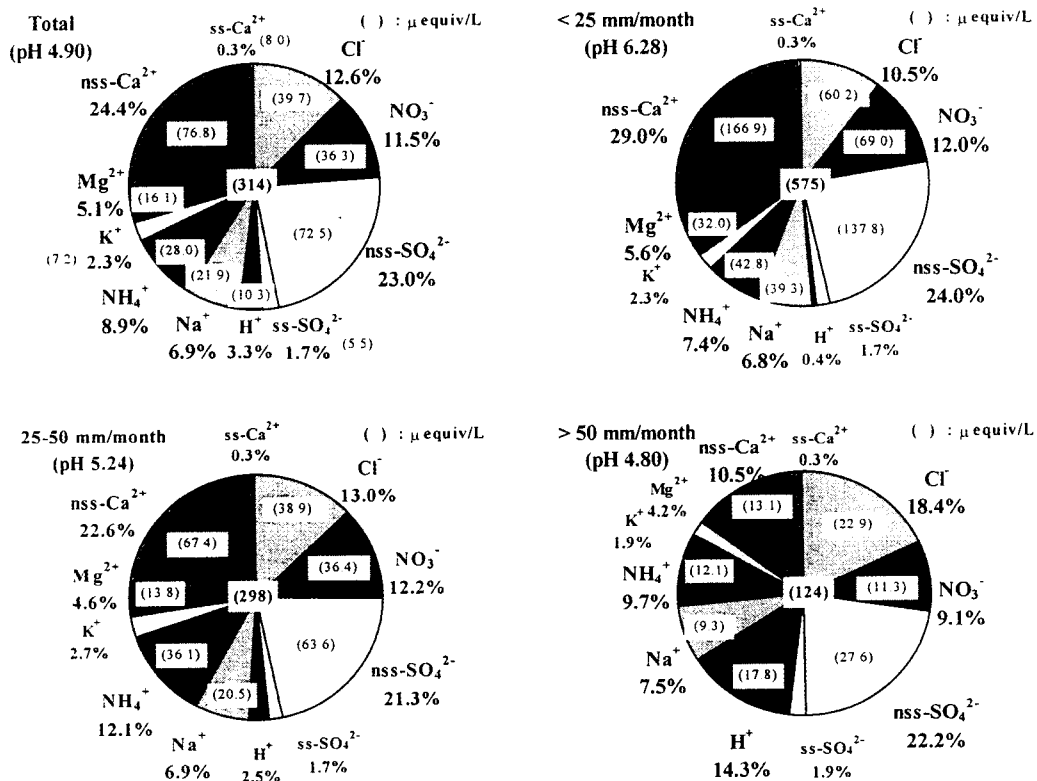 Total
(pH 4.90)
( ) : μ equiv/L
ss-Ca²⁺
0.3% (8 0)
Cl⁻
12.6%
nss-Ca²⁺
24.4%
NO₃⁻
11.5%
(39 7)
(76.8)
(36 3)
(314)
Mg²⁺
5.1%
(16 1)
K⁺
2.3%
(7 2)
(28.0)
(21 9)
(10 3)
(72 5)
nss-SO₄²⁻
23.0%
NH₄⁺
8.9%
Na⁺
6.9%
H⁺
3.3%
ss-SO₄²⁻
1.7% (5 5)
< 25 mm/month
(pH 6.28)
( ) : μ equiv/L
ss-Ca²⁺
0.3%
Cl⁻
10.5%
nss-Ca²⁺
29.0%
NO₃⁻
12.0%
(60 2)
(166 9)
(69 0)
(575)
Mg²⁺
5.6%
(32.0)
K⁺
2.3%
(42 8)
(39 3)
(137 8)
nss-SO₄²⁻
24.0%
NH₄⁺
7.4%
Na⁺
6.8%
H⁺
0.4%
ss-SO₄²⁻
1.7%
25-50 mm/month
(pH 5.24)
( ) : μ equiv/L
ss-Ca²⁺
0.3%
Cl⁻
13.0%
nss-Ca²⁺
22.6%
(38 9)
(67 4)
(36 4)
NO₃⁻
12.2%
Mg²⁺
4.6%
(13 8)
(298)
K⁺
2.7%
(36 1)
(20.5)
(63 6)
nss-SO₄²⁻
21.3%
NH₄⁺
12.1%
Na⁺
6.9%
H⁺
2.5%
ss-SO₄²⁻
1.7%
> 50 mm/month
(pH 4.80)
( ) : μ equiv/L
nss-Ca²⁺
10.5%
ss-Ca²⁺
0.3%
Cl⁻
18.4%
Mg²⁺
4.2%
K⁺
1.9%
(13.1)
(22 9)
NH₄⁺
9.7%
(12.1)
(124)
(11.3)
NO₃⁻
9.1%
Na⁺
7.5%
(9.3)
(17.8)
(27 6)
nss-SO₄²⁻
22.2%
H⁺
14.3%
ss-SO₄²⁻
1.9%